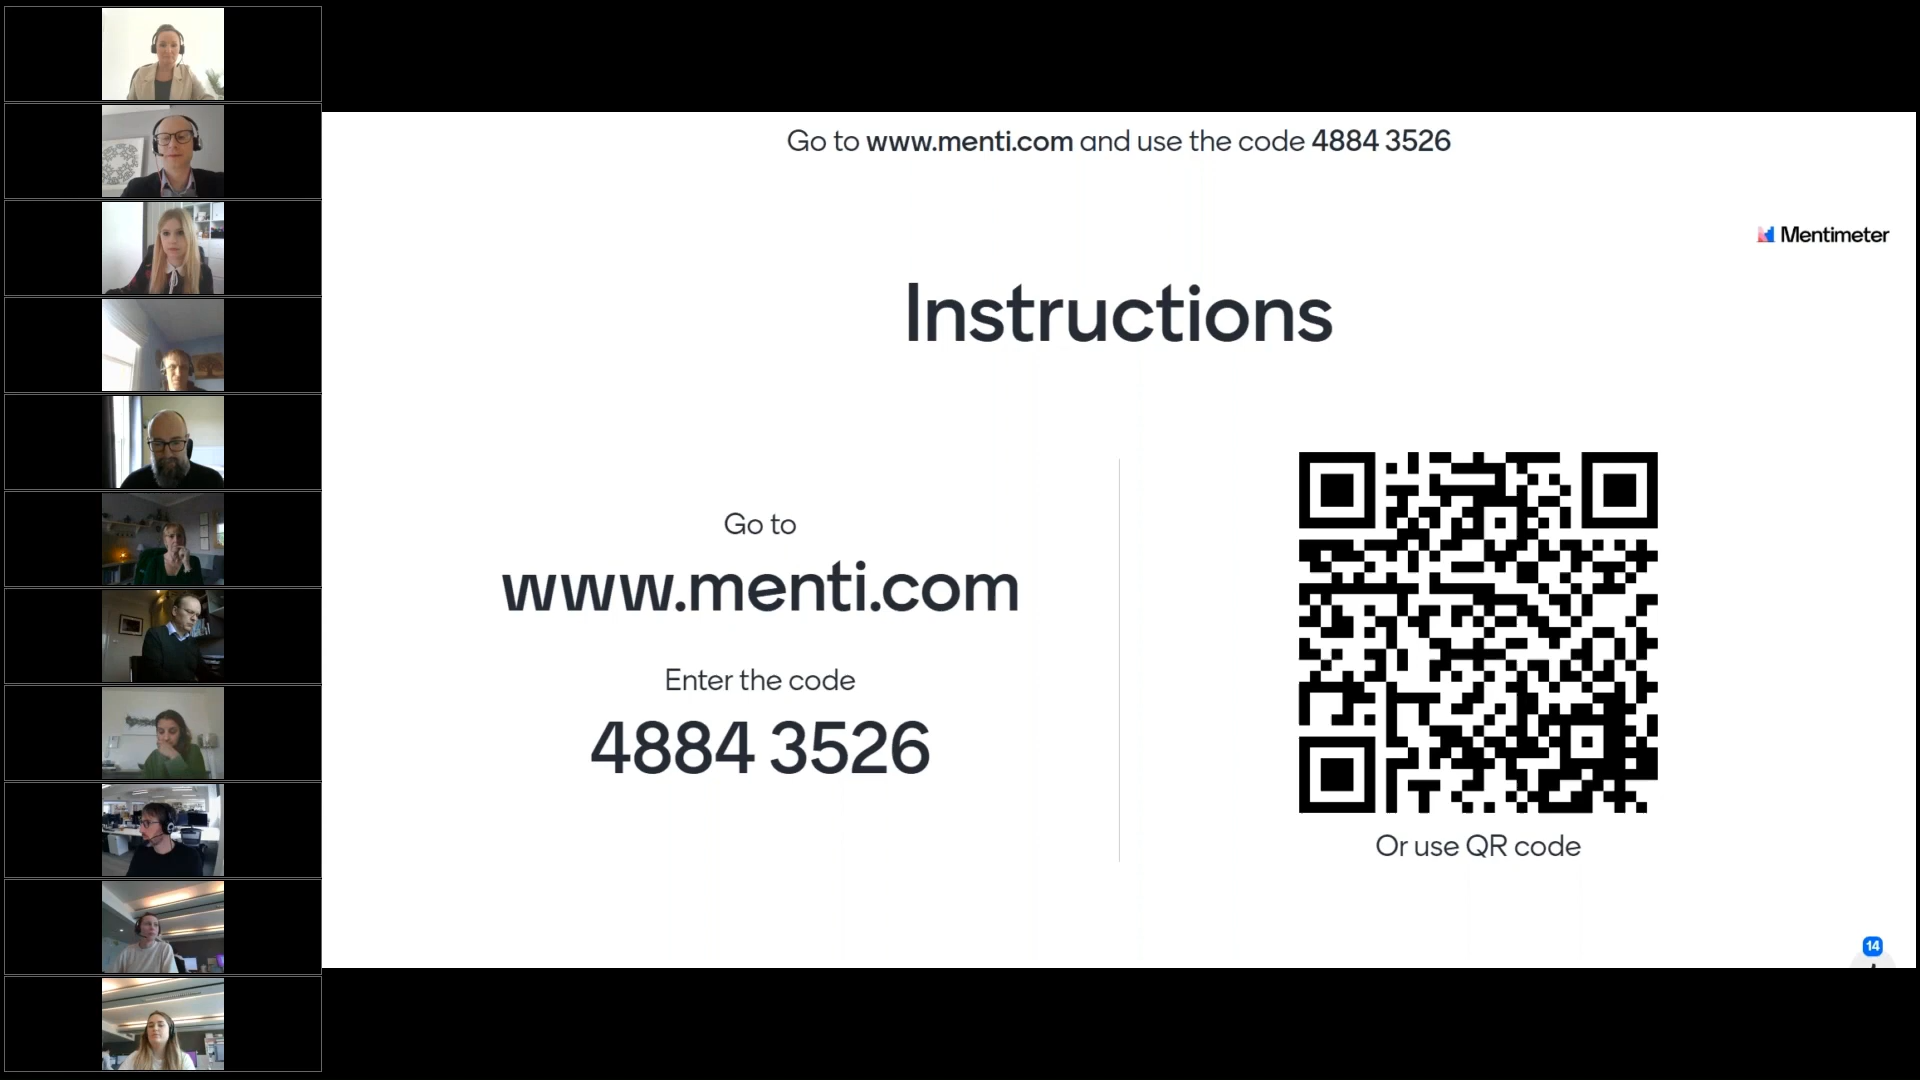 Go to www.menti.com and use the code 4884 3526
Mentimeter
Instructions
Go to
www.menti.com
Enter the code
4884 3526
Or use QR code
14